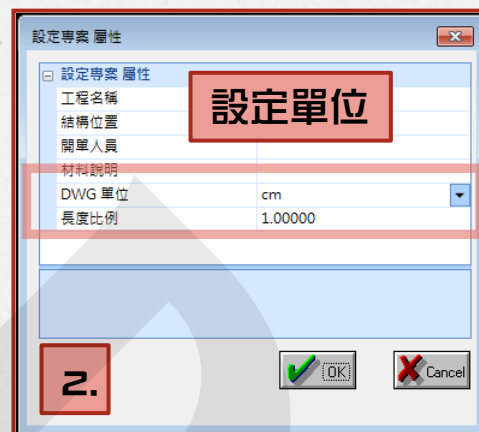 設定專案 屬性
設定專案 屬性
工程名稱
設定單位
結構位置
開單人員
材料說明
DWG 單位 cm
長度比例 1.00000
2.
OK Cancel